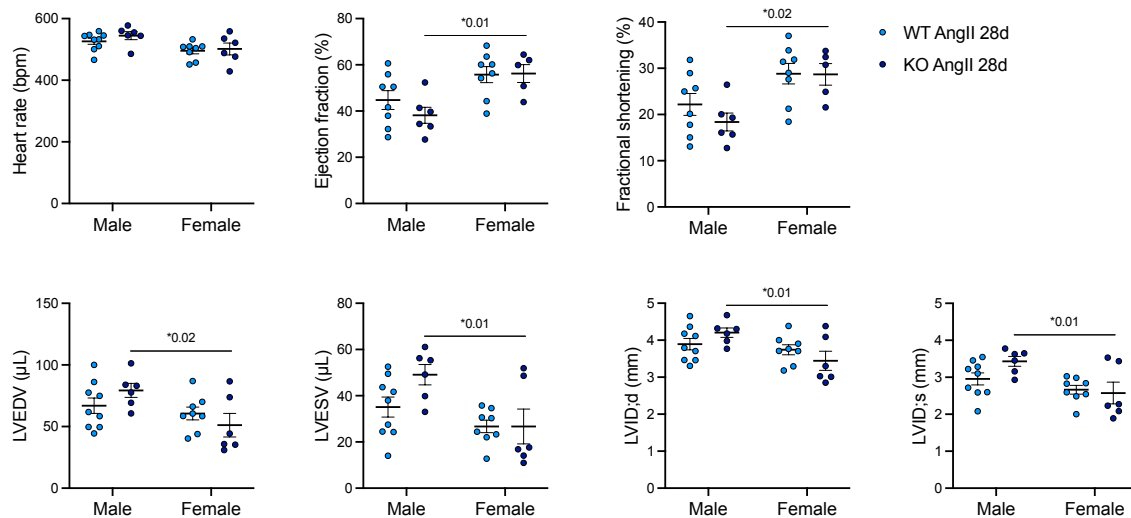 Heart rate (bpm)
600
400
200
0
Male
Female
Ejection fraction (%)
80
60
40
20
0
*0.01
Male
Female
Fractional shortening (%)
40
30
20
10
0
*0.02
Male
Female
WT AngII 28d
KO AngII 28d
LVEDV (µL)
150
100
50
0
*0.02
Male
Female
LVESV (µL)
80
60
40
20
0
*0.01
Male
Female
LVID;d (mm)
5
4
3
2
1
0
*0.01
Male
Female
LVID;s (mm)
5
4
3
2
1
0
*0.01
Male
Female